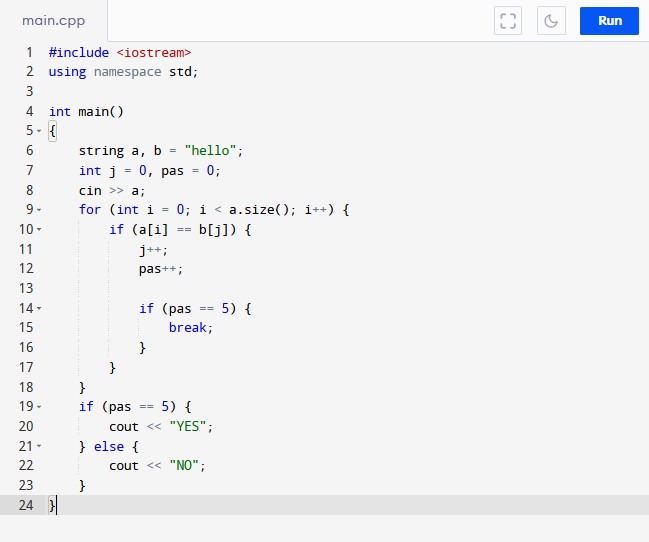 main.cpp
Run
1 #include <iostream>
2 using namespace std;
3
4 int main()
5 {
6     string a, b = "hello";
7     int j = 0, pas = 0;
8     cin >> a;
9     for (int i = 0; i < a.size(); i++) {
10         if (a[i] == b[j]) {
11             j++;
12             pas++;
13
14             if (pas == 5) {
15                 break;
16             }
17         }
18     }
19     if (pas == 5) {
20         cout << "YES";
21     } else {
22         cout << "NO";
23     }
24 }